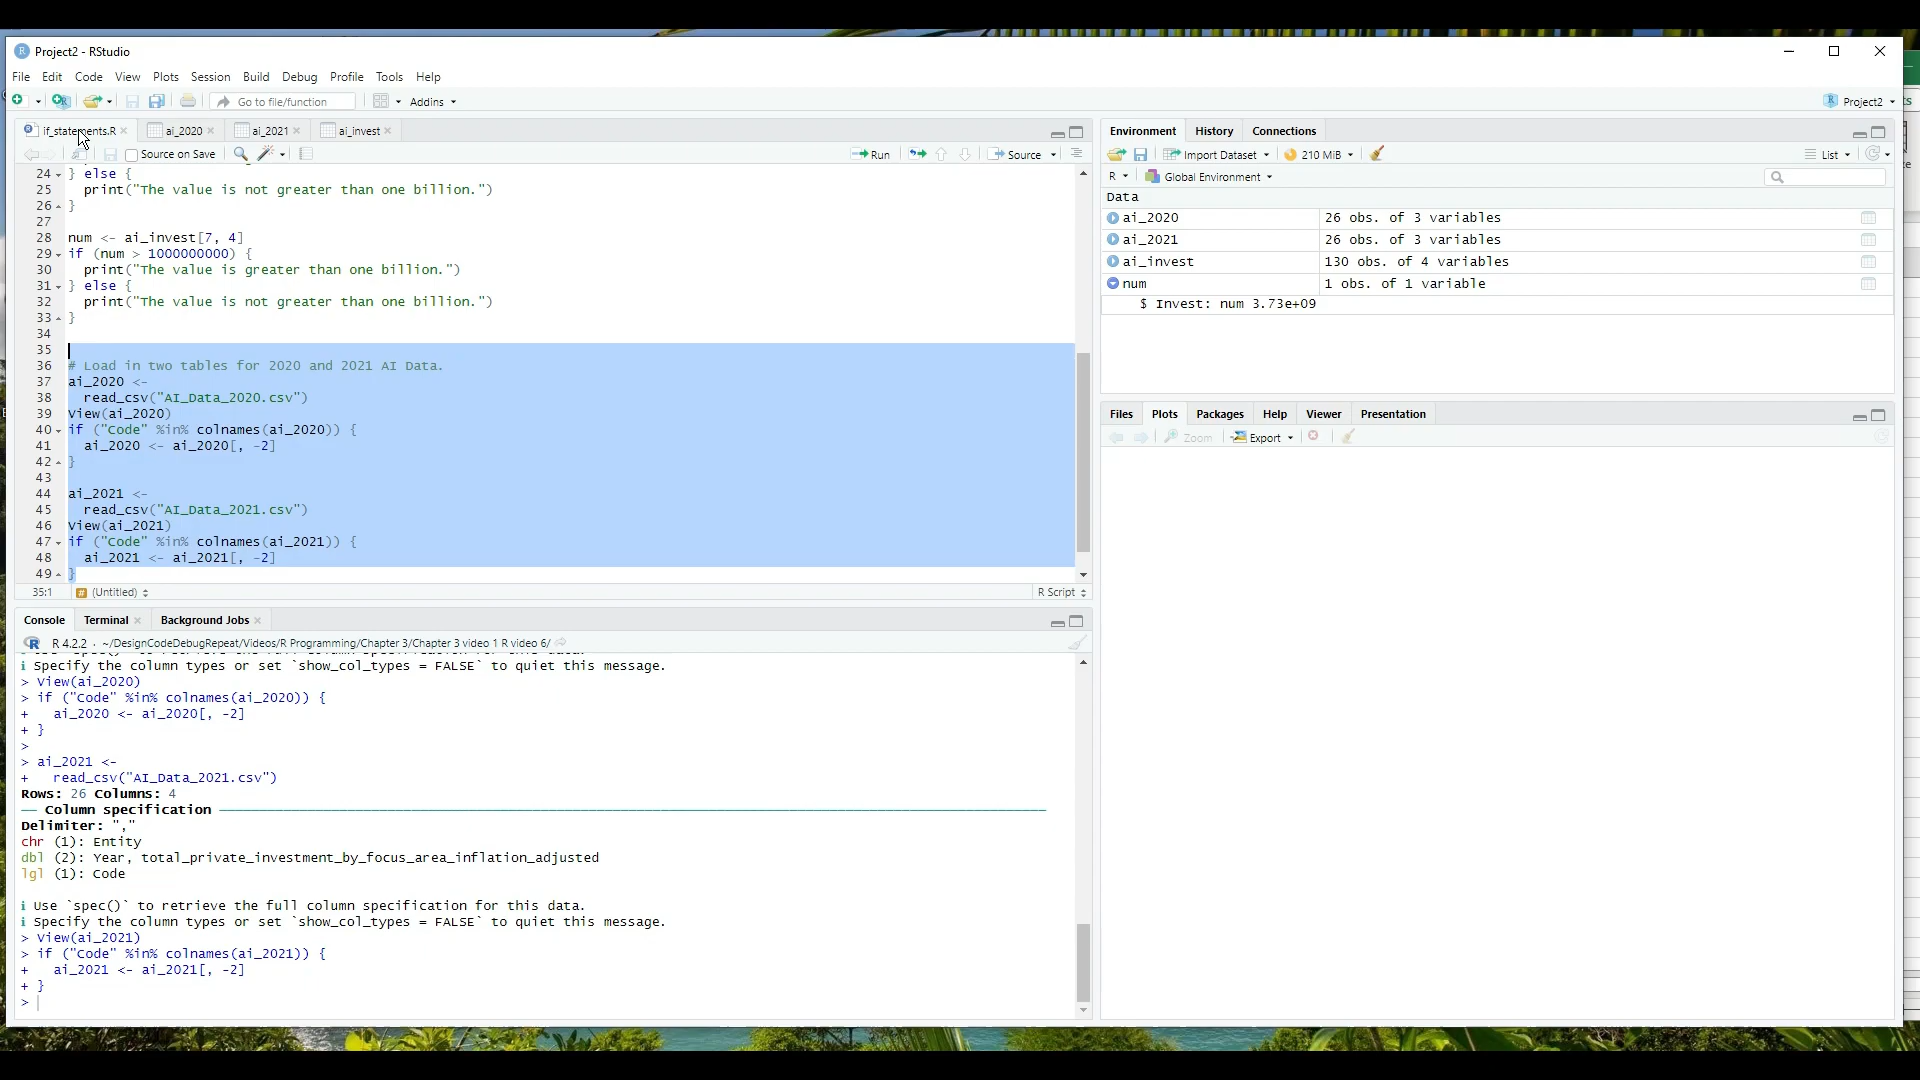 Project2 - RStudio
File Edit Code View Plots Session Build Debug Profile Tools Help
Go to file/function Addins Project2
if_statements.R ai_2020 ai_2021 ai_invest
Source on Save Run Source
24 } else {
25 print("The value is not greater than one billion.")
26 }
27
28 num <- ai_invest[7, 4]
29 if (num > 1000000000) {
30 print("The value is greater than one billion.")
31 } else {
32 print("The value is not greater than one billion.")
33 }
34
35
36 # Load in two tables for 2020 and 2021 AI Data.
37 ai_2020 <-
38 read_csv("AI_Data_2020.csv")
39 View(ai_2020)
40 if ("Code" %in% colnames(ai_2020)) {
41 ai_2020 <- ai_2020[, -2]
42 }
43
44 ai_2021 <-
45 read_csv("AI_Data_2021.csv")
46 View(ai_2021)
47 if ("Code" %in% colnames(ai_2021)) {
48 ai_2021 <- ai_2021[, -2]
49 }
35:1 # (Untitled) R Script
Console Terminal Background Jobs
R 4.2.2 · ~/DesignCodeDebugRepeat/Videos/R Programming/Chapter 3/Chapter 3 video 1 R video 6/
ℹ Specify the column types or set `show_col_types = FALSE` to quiet this message.
> View(ai_2020)
> if ("Code" %in% colnames(ai_2020)) {
+ ai_2020 <- ai_2020[, -2]
+ }
>
> ai_2021 <-
+ read_csv("AI_Data_2021.csv")
Rows: 26 Columns: 4
── Column specification ──
Delimiter: ","
chr (1): Entity
dbl (2): Year, total_private_investment_by_focus_area_inflation_adjusted
lgl (1): Code
ℹ Use `spec()` to retrieve the full column specification for this data.
ℹ Specify the column types or set `show_col_types = FALSE` to quiet this message.
> View(ai_2021)
> if ("Code" %in% colnames(ai_2021)) {
+ ai_2021 <- ai_2021[, -2]
+ }
>
Environment History Connections
Import Dataset 210 MiB List
R Global Environment
Data
ai_2020 26 obs. of 3 variables
ai_2021 26 obs. of 3 variables
ai_invest 130 obs. of 4 variables
num 1 obs. of 1 variable
$ Invest: num 3.73e+09
Files Plots Packages Help Viewer Presentation
Zoom Export